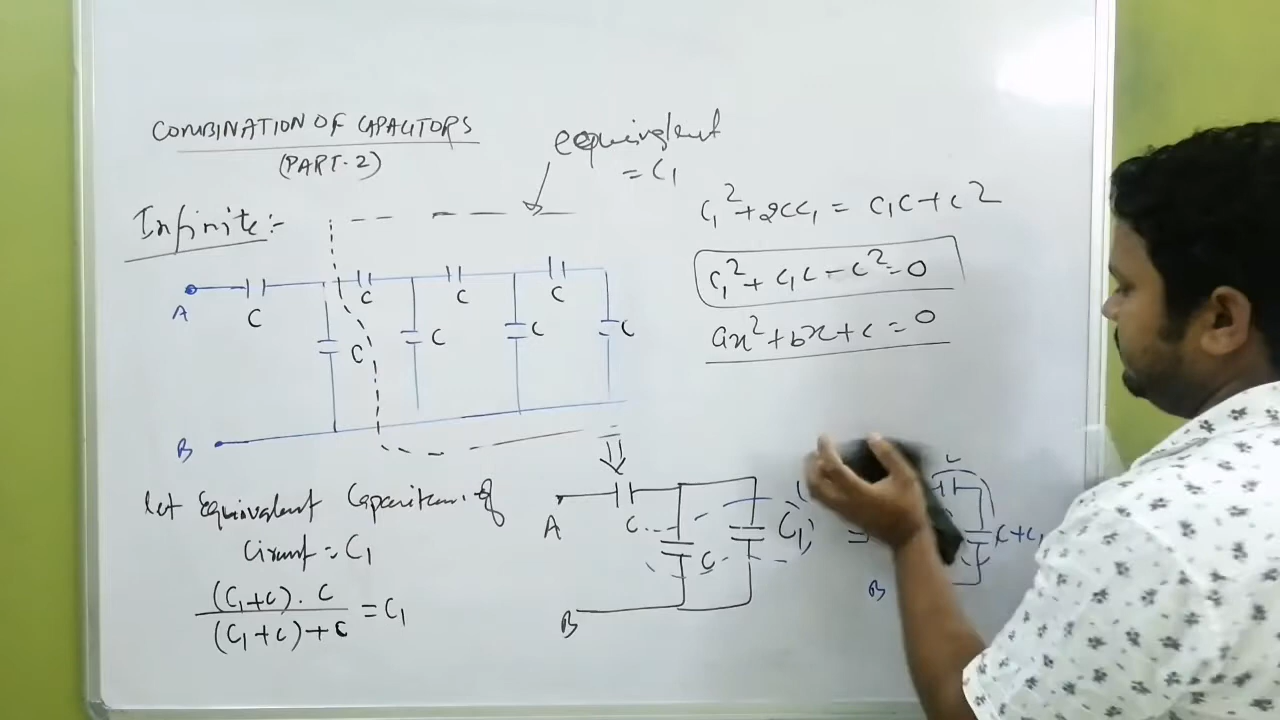 COMBINATION OF CAPACITORS
(PART-2)
equivalent
= C₁
Infinite:-
A
C
C
C
C
C
C
C
C
B
C₁² + 2CC₁ = C₁C + C²
C₁² + C₁C - C² = 0
ax² + bx + c = 0
let Equivalent
of
Circuit = C₁
(C₁+C) . C
(C₁+C)+C
= C₁
A
C
C
C₁
B
=
C
C+C₁
B